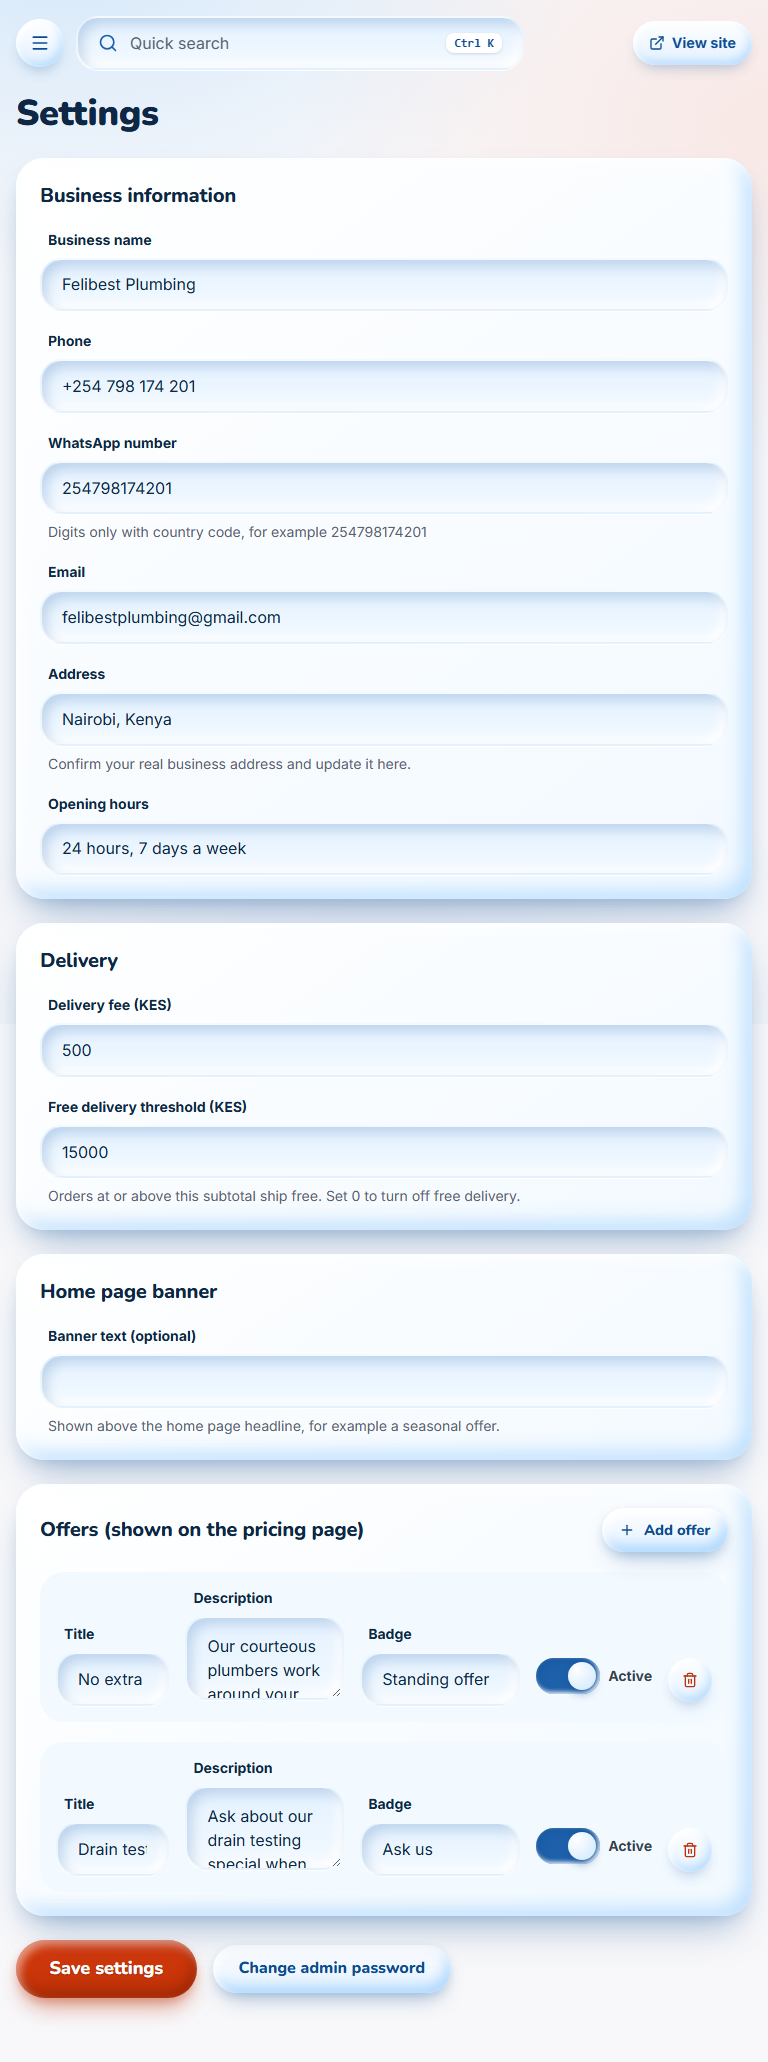 Quick search
Ctrl K
View site
Settings
Business information
Business name
Felibest Plumbing
Phone
+254 798 174 201
WhatsApp number
254798174201
Digits only with country code, for example 254798174201
Email
felibestplumbing@gmail.com
Address
Nairobi, Kenya
Confirm your real business address and update it here.
Opening hours
24 hours, 7 days a week
Delivery
Delivery fee (KES)
500
Free delivery threshold (KES)
15000
Orders at or above this subtotal ship free. Set 0 to turn off free delivery.
Home page banner
Banner text (optional)
Shown above the home page headline, for example a seasonal offer.
Offers (shown on the pricing page)
Add offer
Title
No extra
Description
Our courteous
plumbers work
around your
Badge
Standing offer
Active
Title
Drain test
Description
Ask about our
drain testing
special when
Badge
Ask us
Active
Save settings
Change admin password